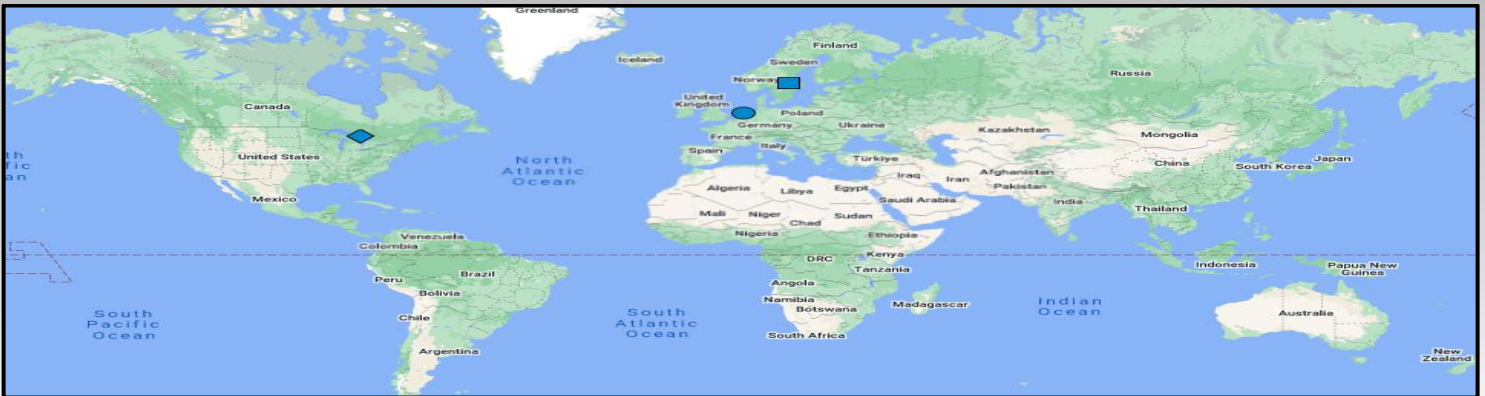 Greenland
Iceland
Finland
Sweden
Norway
Russia
Canada
United
Kingdom
Poland
Germany
Ukraine
France
Kazakhstan
Mongolia
Italy
Spain
Türkiye
United States
North
Atlantic
Ocean
th
fic
an
China
South Korea
Japan
Iraq
Iran
Afghanistan
Pakistan
Algeria
Libya
Egypt
Saudi Arabia
India
Mexico
Mali
Niger
Chad
Sudan
Thailand
Venezuela
Colombia
Nigeria
Ethiopia
DRC
Kenya
Tanzania
Indonesia
Papua New
Guinea
Peru
Brazil
Bolivia
Angola
Namibia
Botswana
Madagascar
South
Pacific
Ocean
Chile
South
Atlantic
Ocean
Indian
Ocean
Australia
South Africa
Argentina
New
Zealand